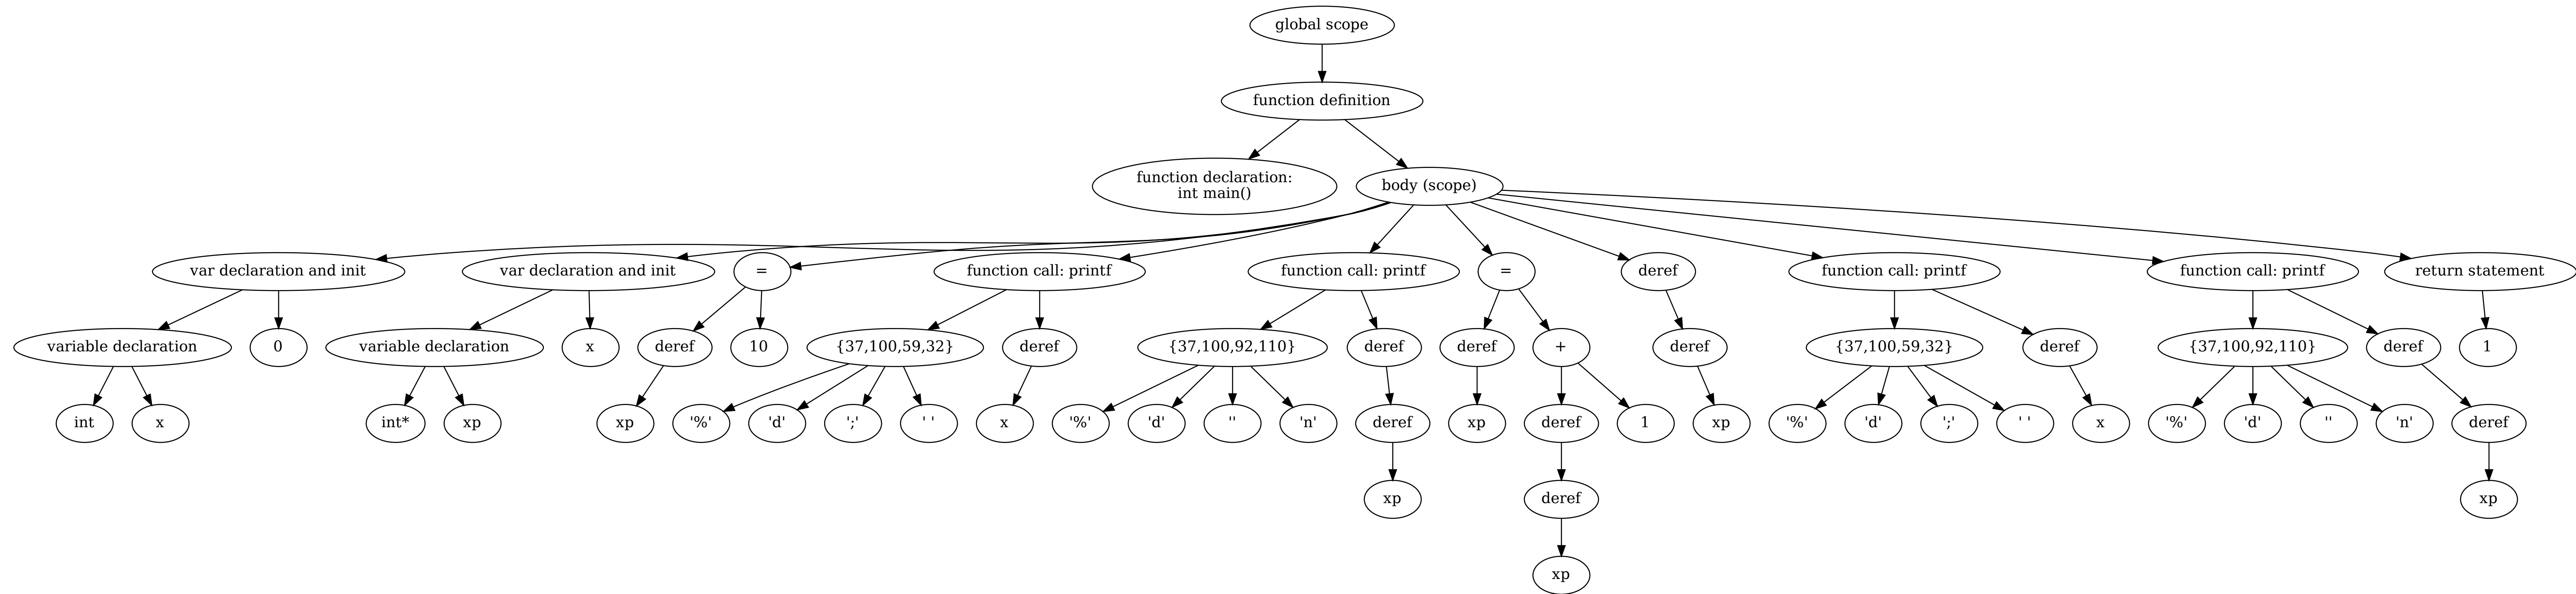 global scope
function definition
function declaration:
int main()
body (scope)
var declaration and init
var declaration and init
=
function call: printf
function call: printf
=
deref
function call: printf
function call: printf
return statement
variable declaration
0
variable declaration
x
deref
10
{37,100,59,32}
deref
{37,100,92,110}
deref
deref
+
deref
{37,100,59,32}
deref
{37,100,92,110}
deref
1
int
x
int*
xp
xp
'%'
'd'
';'
' '
x
'%'
'd'
''
'n'
deref
xp
deref
1
xp
'%'
'd'
';'
' '
x
'%'
'd'
''
'n'
deref
xp
deref
xp
xp